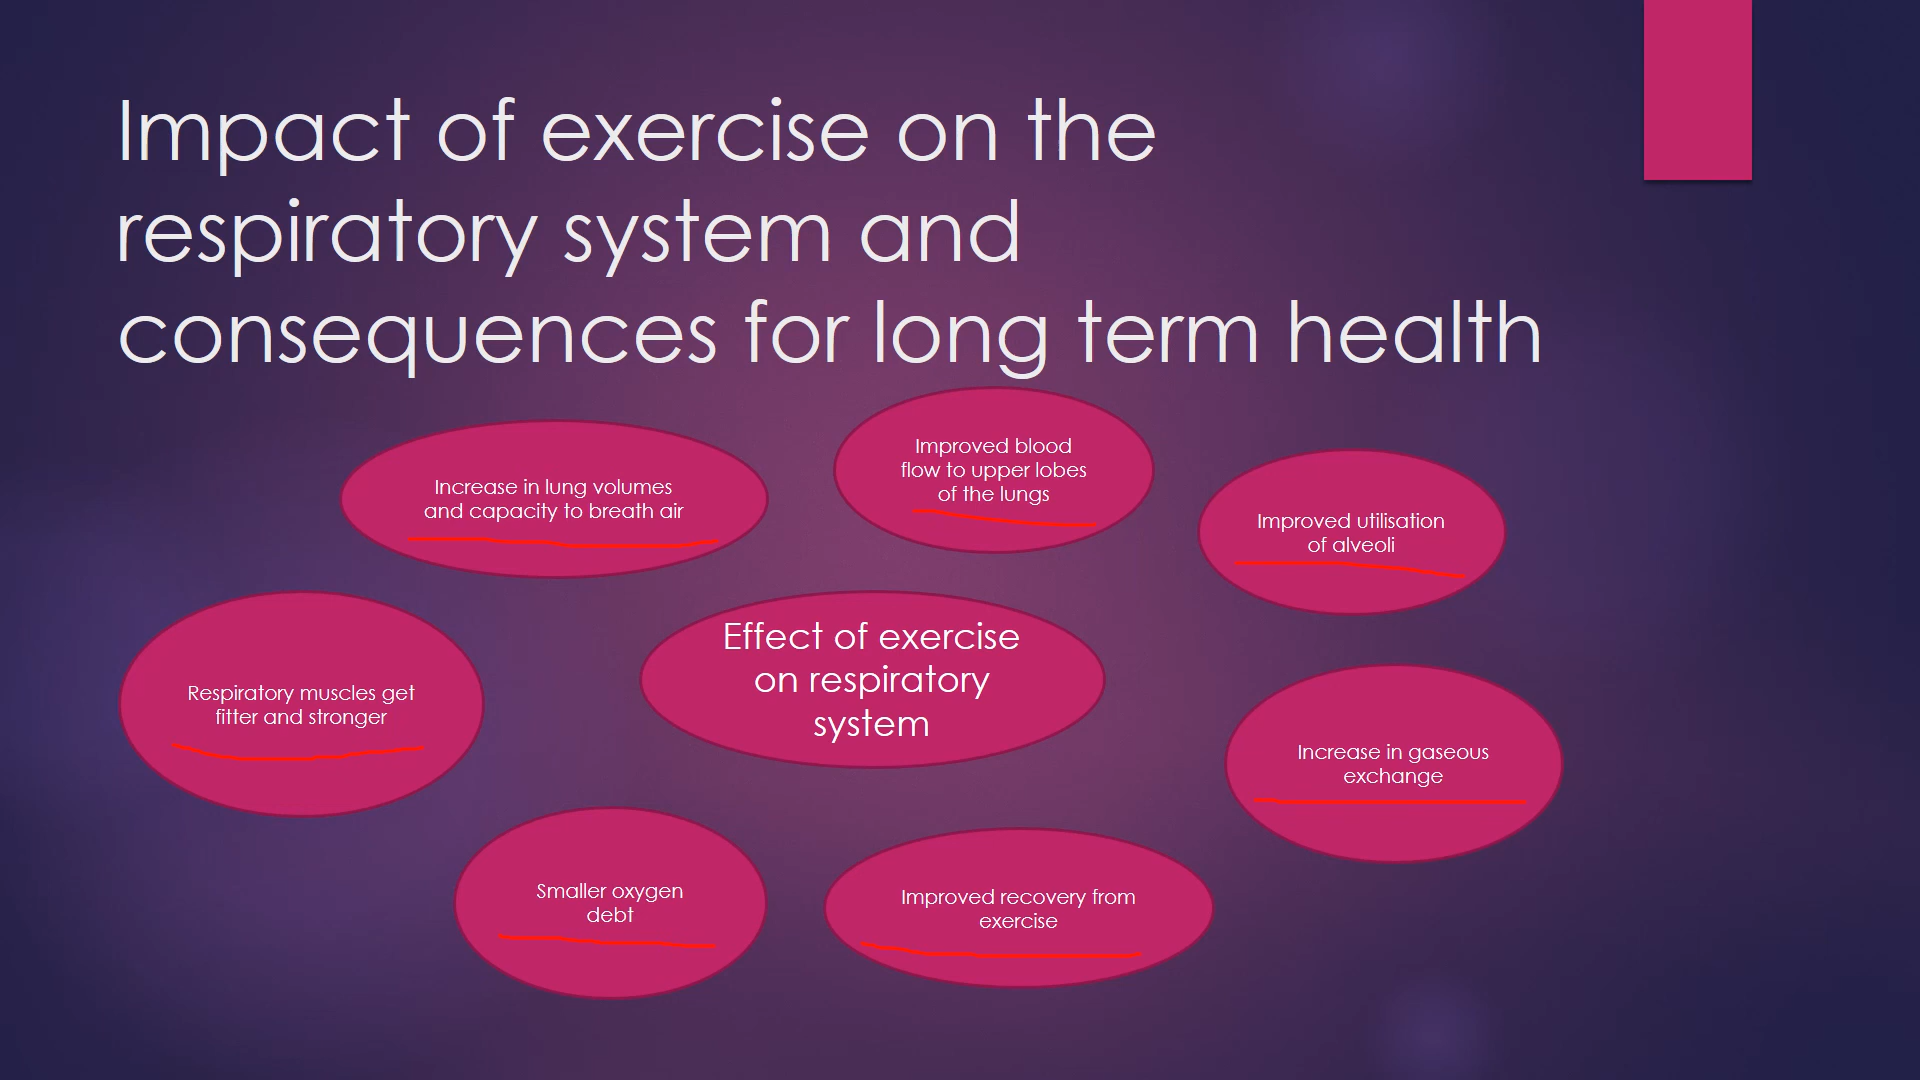 Impact of exercise on the
respiratory system and
consequences for long term health
Increase in lung volumes
and capacity to breath air
Improved blood
flow to upper lobes
of the lungs
Improved utilisation
of alveoli
Respiratory muscles get
fitter and stronger
Effect of exercise
on respiratory
system
Increase in gaseous
exchange
Smaller oxygen
debt
Improved recovery from
exercise